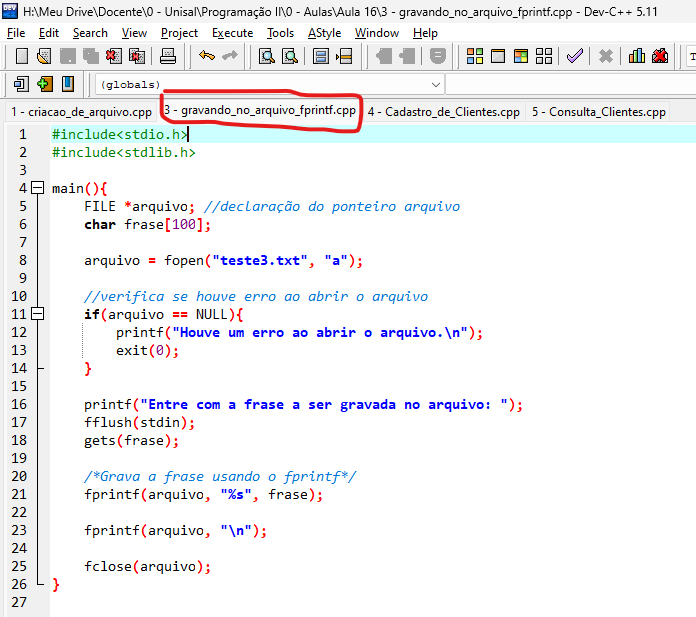 H:\Meu Drive\Docente\0 - Unisal\Programação II\0 - Aulas\Aula 16\3 - gravando_no_arquivo_fprintf.cpp - Dev-C++ 5.11
File Edit Search View Project Execute Tools AStyle Window Help
(globals)
1 - criacao_de_arquivo.cpp 3 - gravando_no_arquivo_fprintf.cpp 4 - Cadastro_de_Clientes.cpp 5 - Consulta_Clientes.cpp
1 #include<stdio.h>
2 #include<stdlib.h>
3
4 main(){
5 FILE *arquivo; //declaração do ponteiro arquivo
6 char frase[100];
7
8 arquivo = fopen("teste3.txt", "a");
9
10 //verifica se houve erro ao abrir o arquivo
11 if(arquivo == NULL){
12 printf("Houve um erro ao abrir o arquivo.\n");
13 exit(0);
14 }
15
16 printf("Entre com a frase a ser gravada no arquivo: ");
17 fflush(stdin);
18 gets(frase);
19
20 /*Grava a frase usando o fprintf*/
21 fprintf(arquivo, "%s", frase);
22
23 fprintf(arquivo, "\n");
24
25 fclose(arquivo);
26 }
27